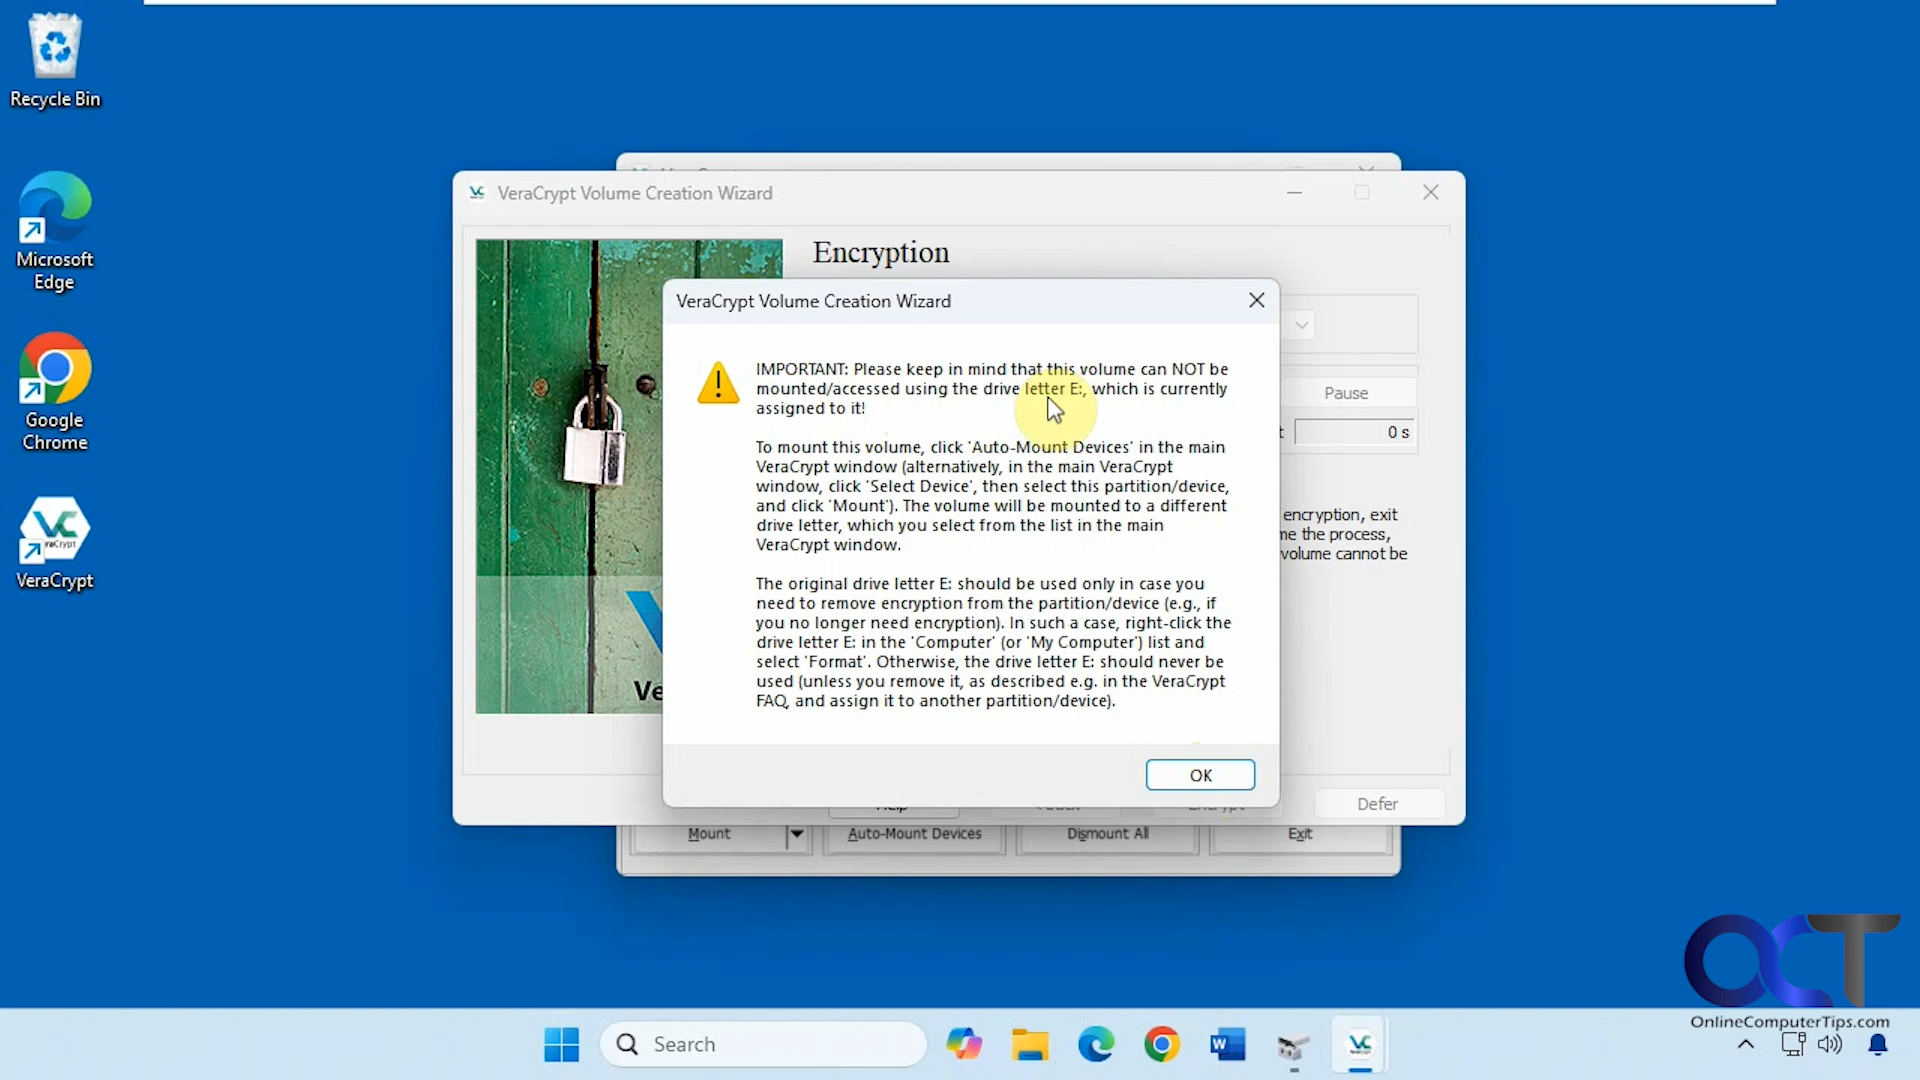 Recycle Bin
Microsoft
Edge
Google
Chrome
VeraCrypt
VeraCrypt Volume Creation Wizard
Encryption
VeraCrypt Volume Creation Wizard
IMPORTANT: Please keep in mind that this volume can NOT be
mounted/accessed using the drive letter E:, which is currently
assigned to it!
To mount this volume, click 'Auto-Mount Devices' in the main
VeraCrypt window (alternatively, in the main VeraCrypt
window, click 'Select Device', then select this partition/device,
and click 'Mount'). The volume will be mounted to a different
drive letter, which you select from the list in the main
VeraCrypt window.
The original drive letter E: should be used only in case you
need to remove encryption from the partition/device (e.g., if
you no longer need encryption). In such a case, right-click the
drive letter E: in the 'Computer' (or 'My Computer') list and
select 'Format'. Otherwise, the drive letter E: should never be
used (unless you remove it, as described e.g. in the VeraCrypt
FAQ, and assign it to another partition/device).
OK
Pause
0 s
encryption, exit
the process,
volume cannot be
Defer
Mount
Auto-Mount Devices
Dismount All
Exit
OCT
OnlineComputerTips.com
Search